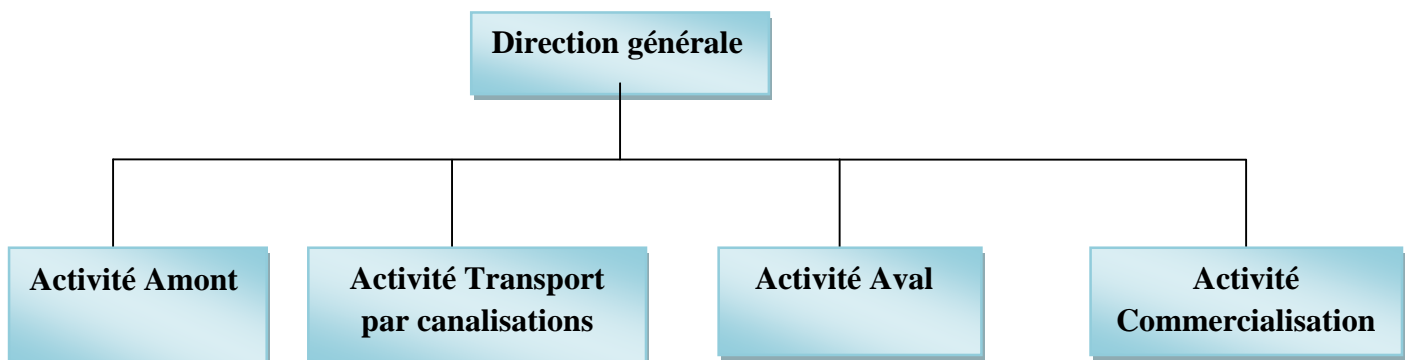 Direction générale
Activité Amont
Activité Transport
par canalisations
Activité Aval
Activité
Commercialisation